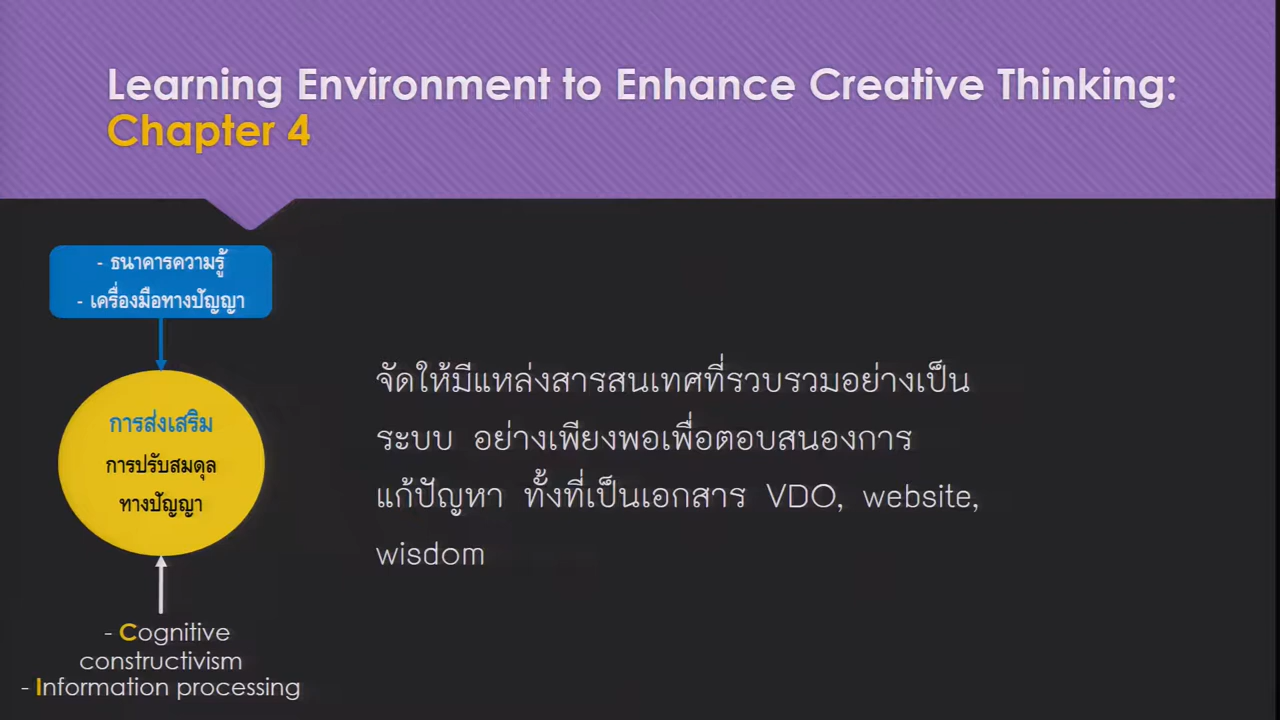 Learning Environment to Enhance Creative Thinking:
Chapter 4
- ธนาคารความรู้
- เครื่องมือทางปัญญา
การส่งเสริม
การปรับสมดุล
ทางปัญญา
- Cognitive
constructivism
- Information processing
จัดให้มีแหล่งสารสนเทศที่รวบรวมอย่างเป็น
ระบบ อย่างเพียงพอเพื่อตอบสนองการ
แก้ปัญหา ทั้งที่เป็นเอกสาร VDO, website,
wisdom